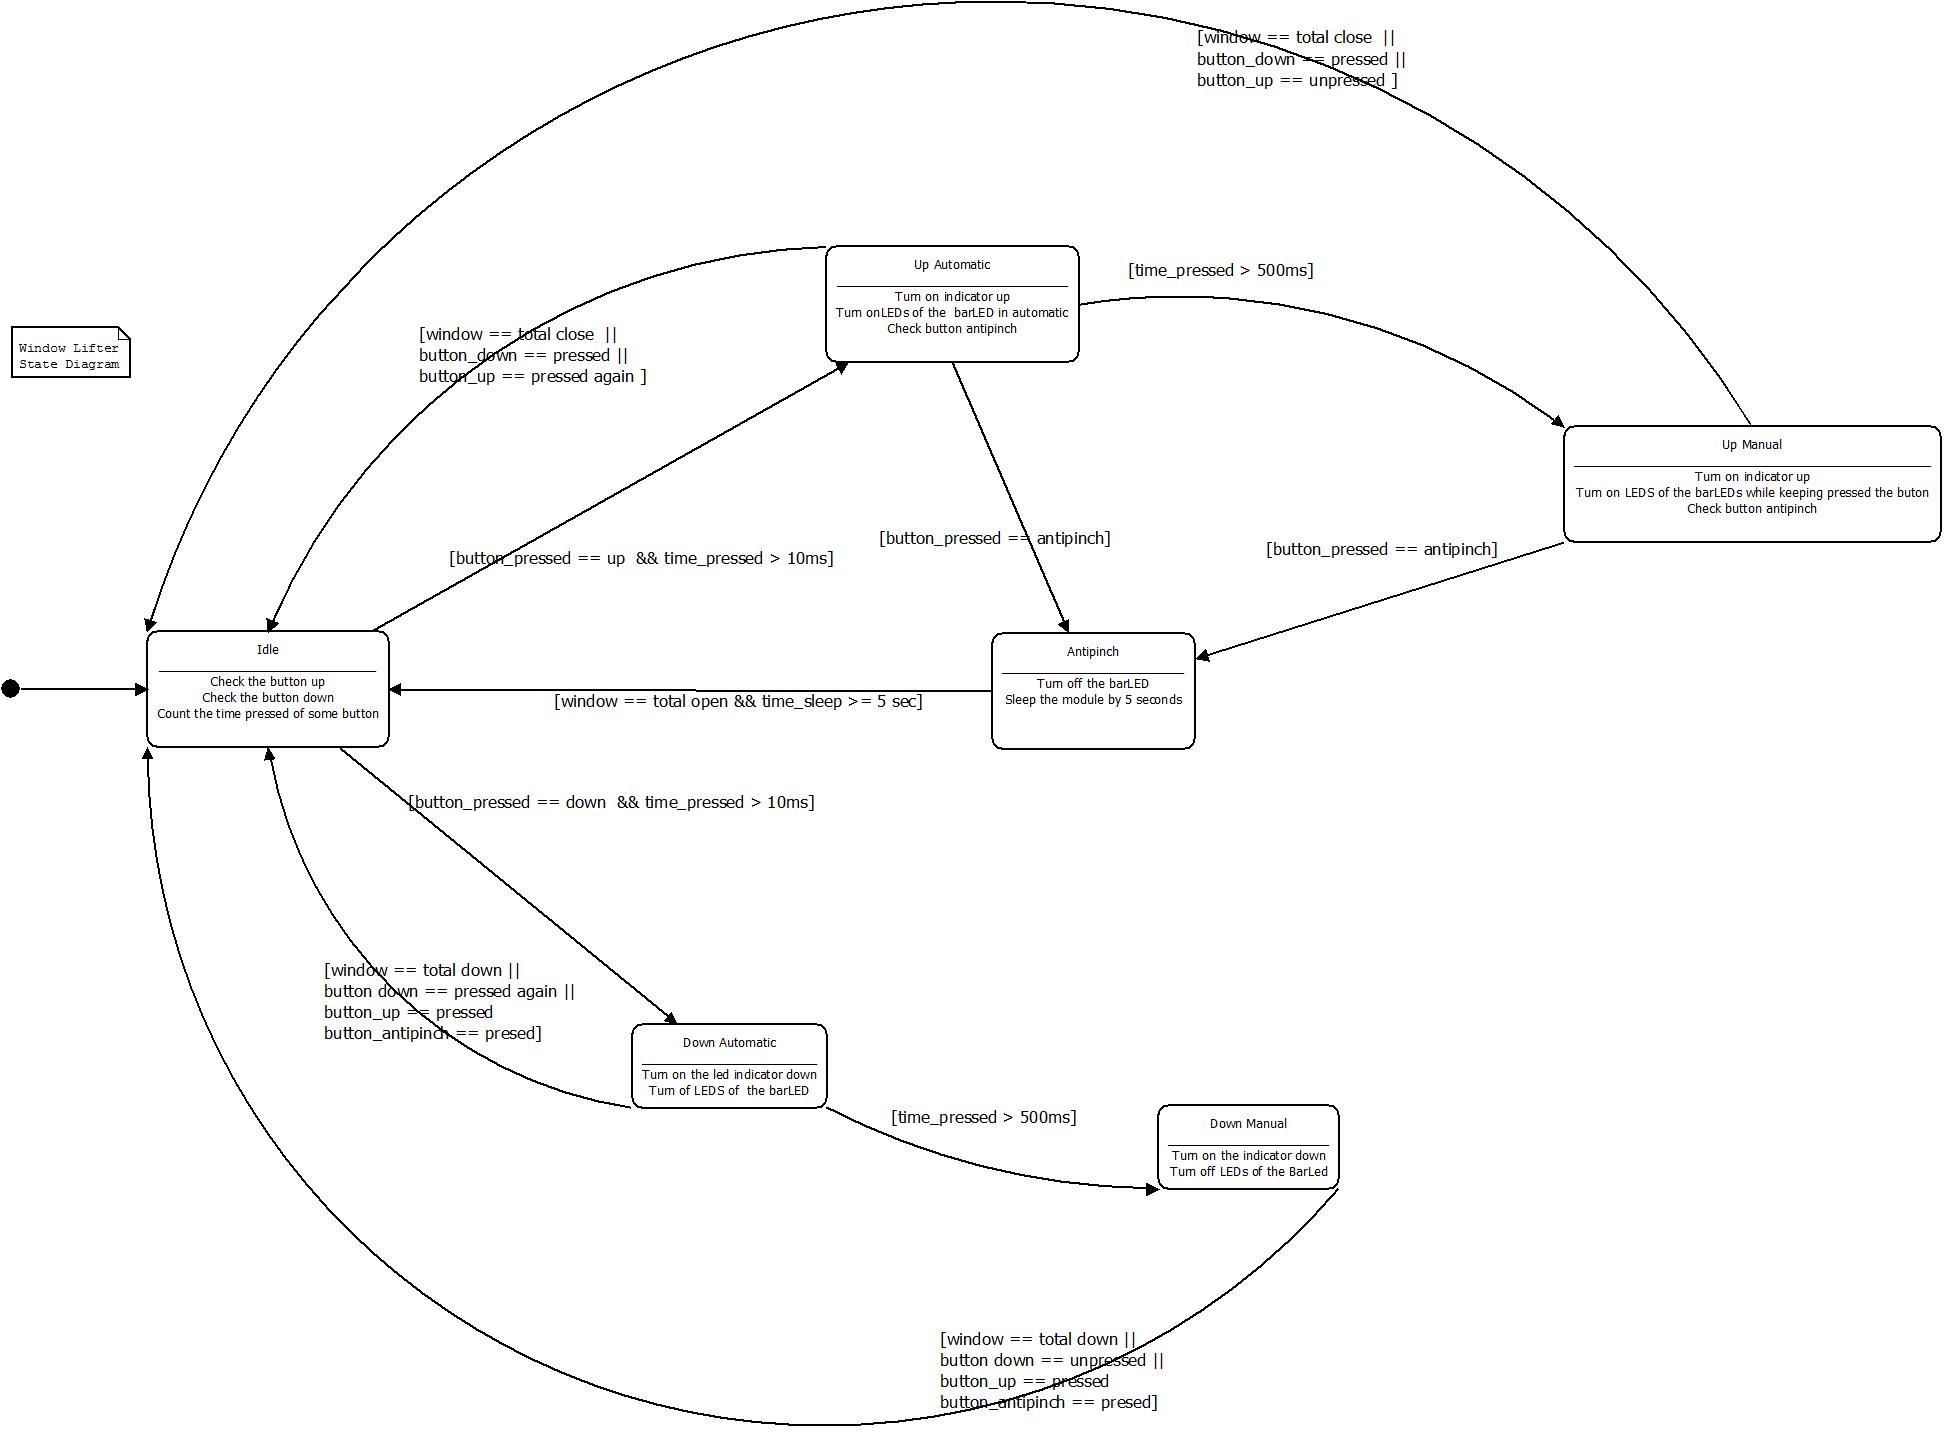 [window == total close  ||
button_down == pressed ||
button_up == unpressed ]
Up Automatic
Turn on indicator up
Turn onLEDs of the  barLED in automatic
Check button antipinch
[time_pressed > 500ms]
[window == total close  ||
button_down == pressed ||
button_up == pressed again ]
Window Lifter
State Diagram
Up Manual
Turn on indicator up
Turn on LEDS of the barLEDs while keeping pressed the buton
Check button antipinch
[button_pressed == up  && time_pressed > 10ms]
[button_pressed == antipinch]
[button_pressed == antipinch]
Idle
Check the button up
Check the button down
Count the time pressed of some button
Antipinch
Turn off the barLED
Sleep the module by 5 seconds
[window == total open && time_sleep >= 5 sec]
[button_pressed == down  && time_pressed > 10ms]
[window == total down ||
button down == pressed again ||
button_up == pressed
button_antipinch == presed]
Down Automatic
Turn on the led indicator down
Turn of LEDS of  the barLED
[time_pressed > 500ms]
Down Manual
Turn on the indicator down
Turn off LEDs of the BarLed
[window == total down ||
button down == unpressed ||
button_up == pressed
button_antipinch == presed]